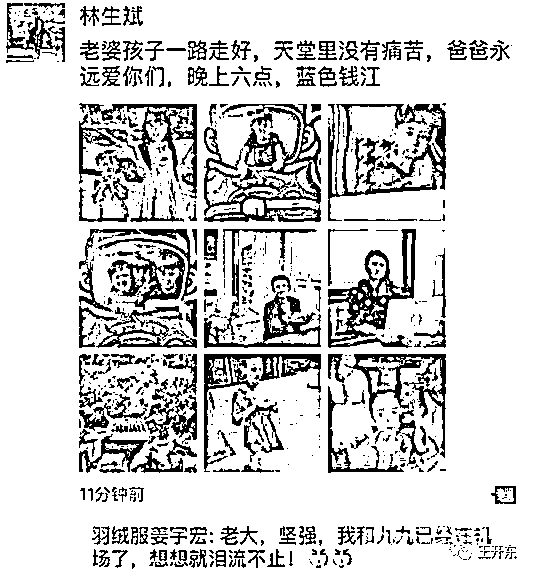 林生斌
老婆孩子一路走好，天堂里没有痛苦，爸爸永
远爱你们，晚上六点，蓝色钱江
11分钟前
羽绒服姜宇宏: 老大，坚强，我和九九已经在机
场了，想想就泪流不止！
王开东